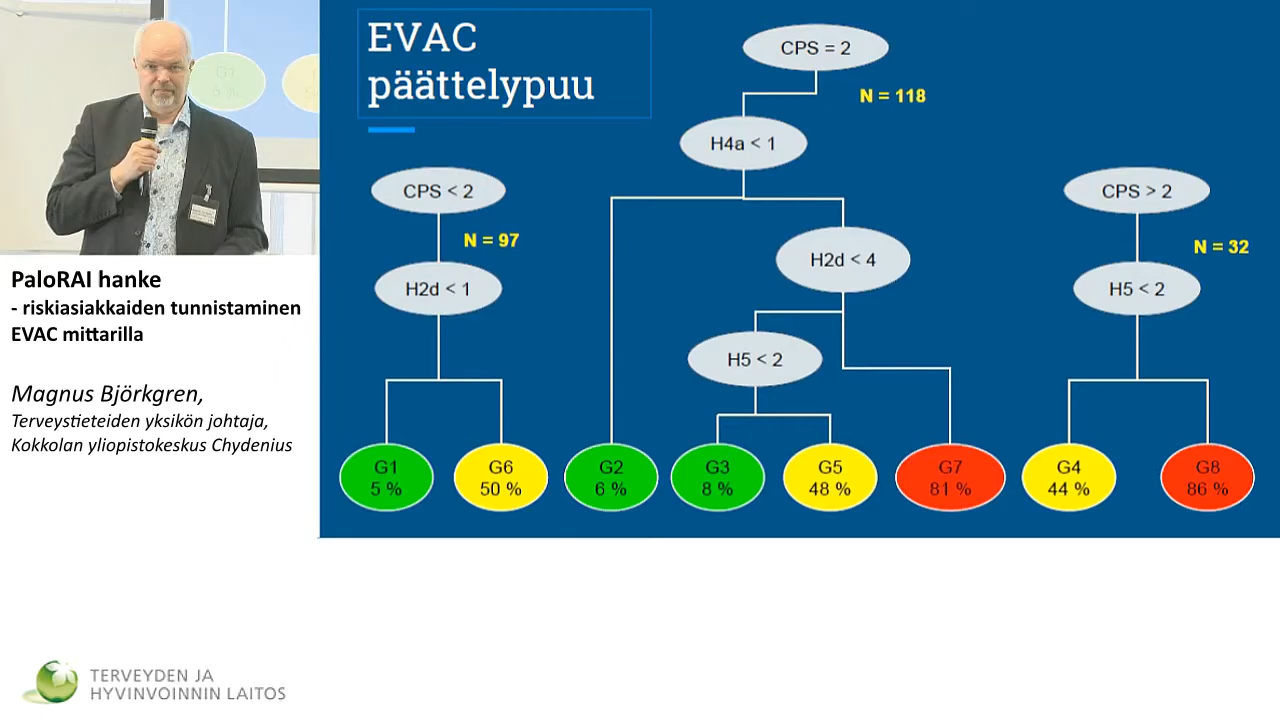 EVAC
päättelypuu
CPS = 2
N = 118
H4a < 1
CPS < 2
CPS > 2
N = 97
N = 32
H2d < 4
H2d < 1
H5 < 2
H5 < 2
G1
5 %
G6
50 %
G2
6 %
G3
8 %
G5
48 %
G7
81 %
G4
44 %
G8
86 %
PaloRAI hanke
- riskiasiakkaiden tunnistaminen
EVAC mittarilla
Magnus Björkgren,
Terveystieteiden yksikön johtaja,
Kokkolan yliopistokeskus Chydenius
TERVEYDEN JA
HYVINVOINNIN LAITOS